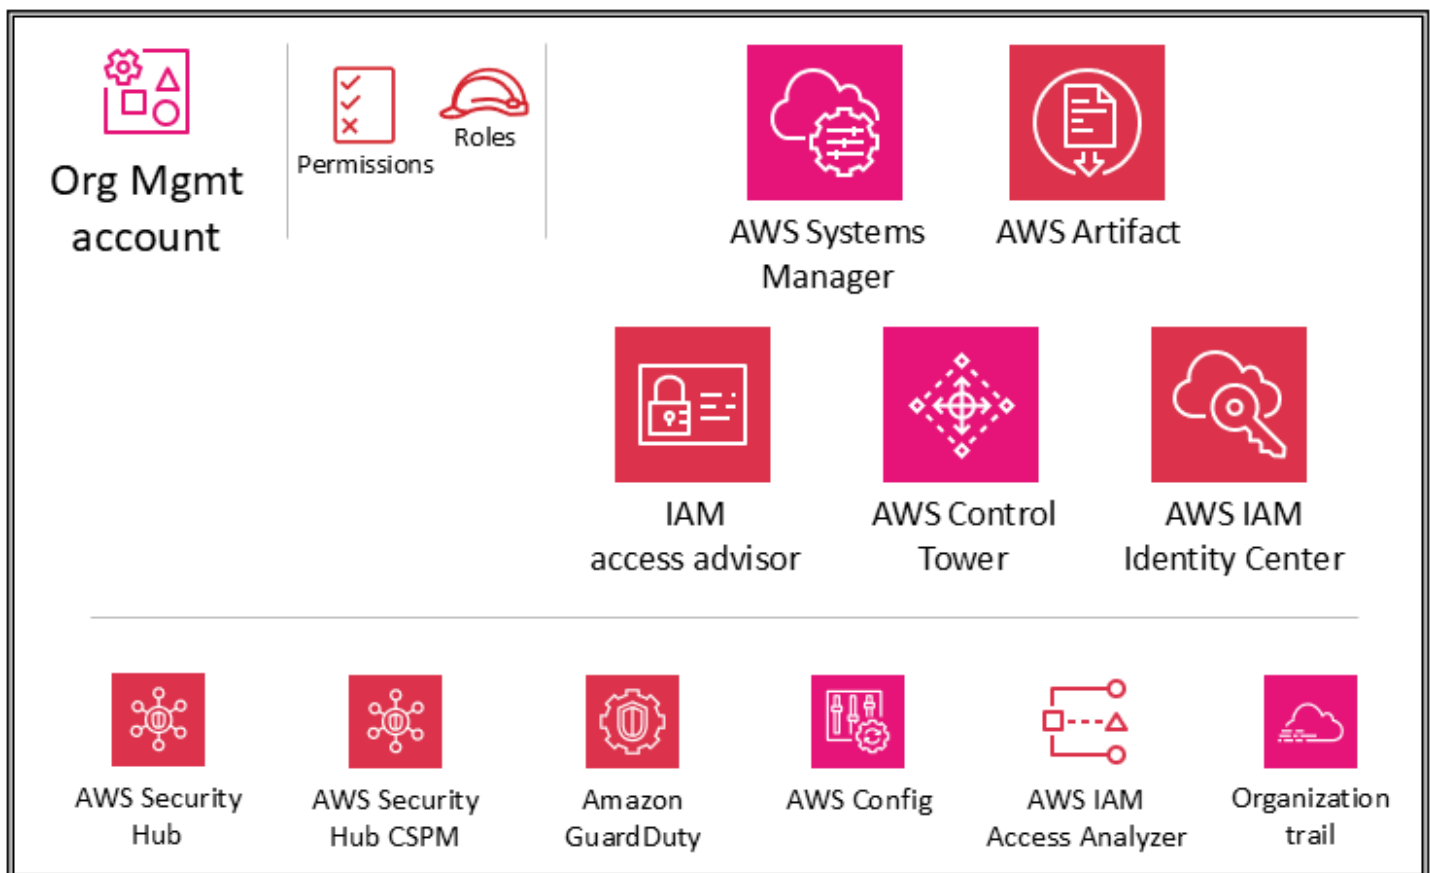 Org Mgmt
account
Permissions
Roles
AWS Systems
Manager
AWS Artifact
IAM
access advisor
AWS Control
Tower
AWS IAM
Identity Center
AWS Security
Hub
AWS Security
Hub CSPM
Amazon
GuardDuty
AWS Config
AWS IAM
Access Analyzer
Organization
trail